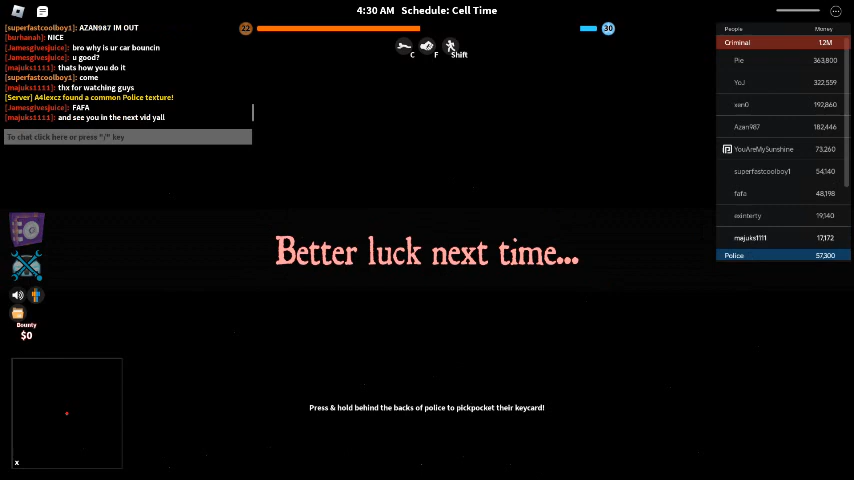 4:30 AM Schedule: Cell Time
[superfastcoolboy1]: AZAN987 IM OUT
[burhanah]: NICE
[Jamesgivesjuice]: bro why is ur car bouncin
[Jamesgivesjuice]: u good?
[majuks1111]: thats how you do it
[superfastcoolboy1]: come
[majuks1111]: thx for watching guys
[Server] A4lexcz found a common Police texture!
[Jamesgivesjuice]: FAFA
[majuks1111]: and see you in the next vid yall
To chat click here or press "/" key
22
30
C
F
Shift
People Money
Criminal 1.2M
Pie 363,800
YoJ 322,559
xen0 192,860
Azan987 182,446
YouAreMySunshine 73,260
superfastcoolboy1 54,140
fafa 48,198
exinterty 19,140
majuks1111 17,172
Police 57,300
Better luck next time...
Bounty
$0
Press & hold behind the backs of police to pickpocket their keycard!
x